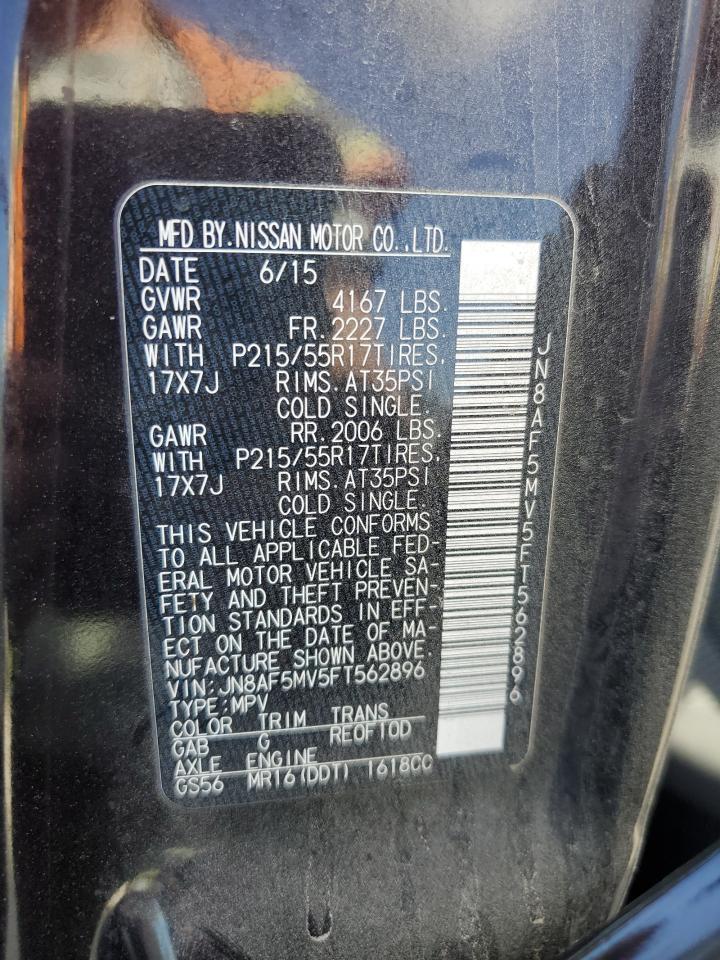 MFD BY.NISSAN MOTOR CO.,LTD.
DATE 6/15
GVWR 4167 LBS.
GAWR FR. 2227 LBS.
WITH P215/55R17TIRES,
17X7J RIMS. AT35PSI
COLD SINGLE.
GAWR RR. 2006 LBS.
WITH P215/55R17TIRES,
17X7J RIMS. AT35PSI
COLD SINGLE.
THIS VEHICLE CONFORMS
TO ALL APPLICABLE FED-
ERAL MOTOR VEHICLE SA-
FETY AND THEFT PREVEN-
TION STANDARDS IN EFF-
ECT ON THE DATE OF MA-
NUFACTURE SHOWN ABOVE.
VIN:JN8AF5MV5FT562896
TYPE:MPV
COLOR TRIM TRANS
GAB G RE0F10D
AXLE ENGINE
GS56 MR16(DDT) 1618CC
JN8AF5MV5FT562896